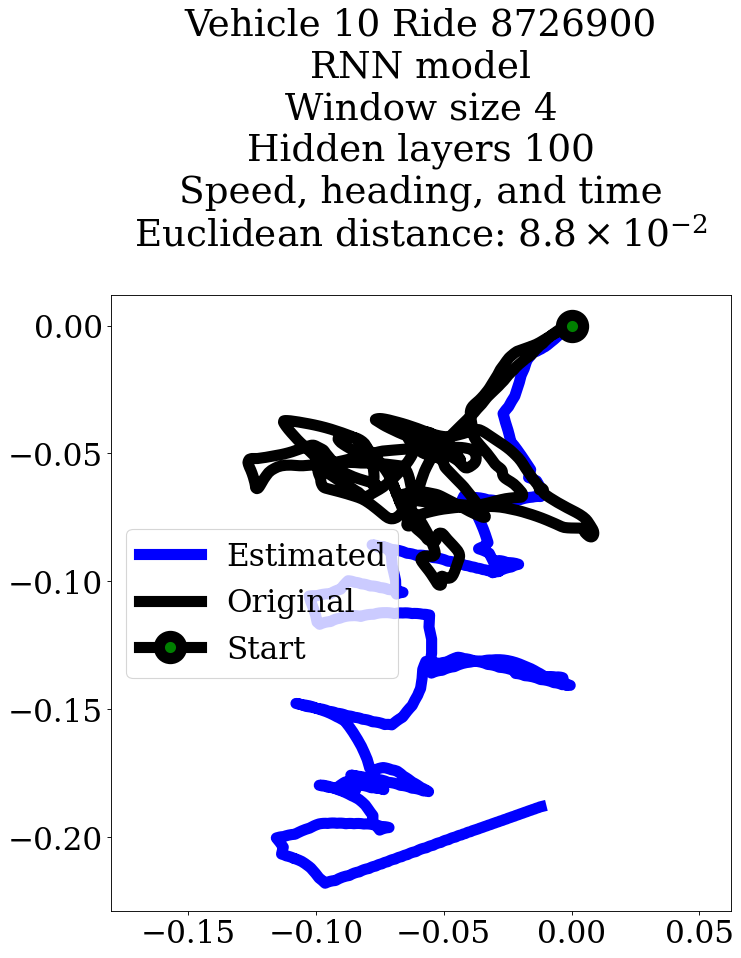 Vehicle 10 Ride 8726900
RNN model
Window size 4
Hidden layers 100
Speed, heading, and time
Euclidean distance: 8.8 × 10⁻²
0.00
−0.05
−0.10
−0.15
−0.20
Estimated
Original
Start
−0.15 −0.10 −0.05 0.00 0.05